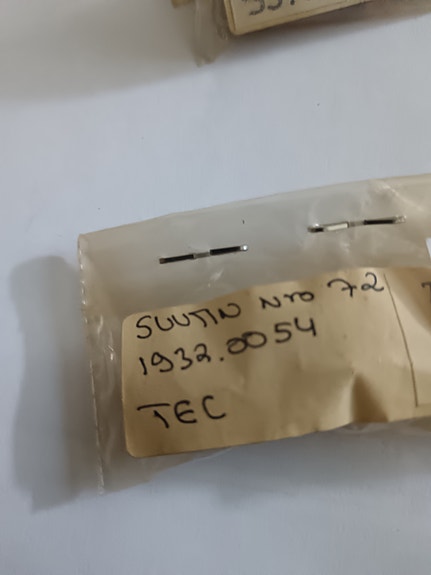 SUUTIN Nro 72
1932.0054
TEC